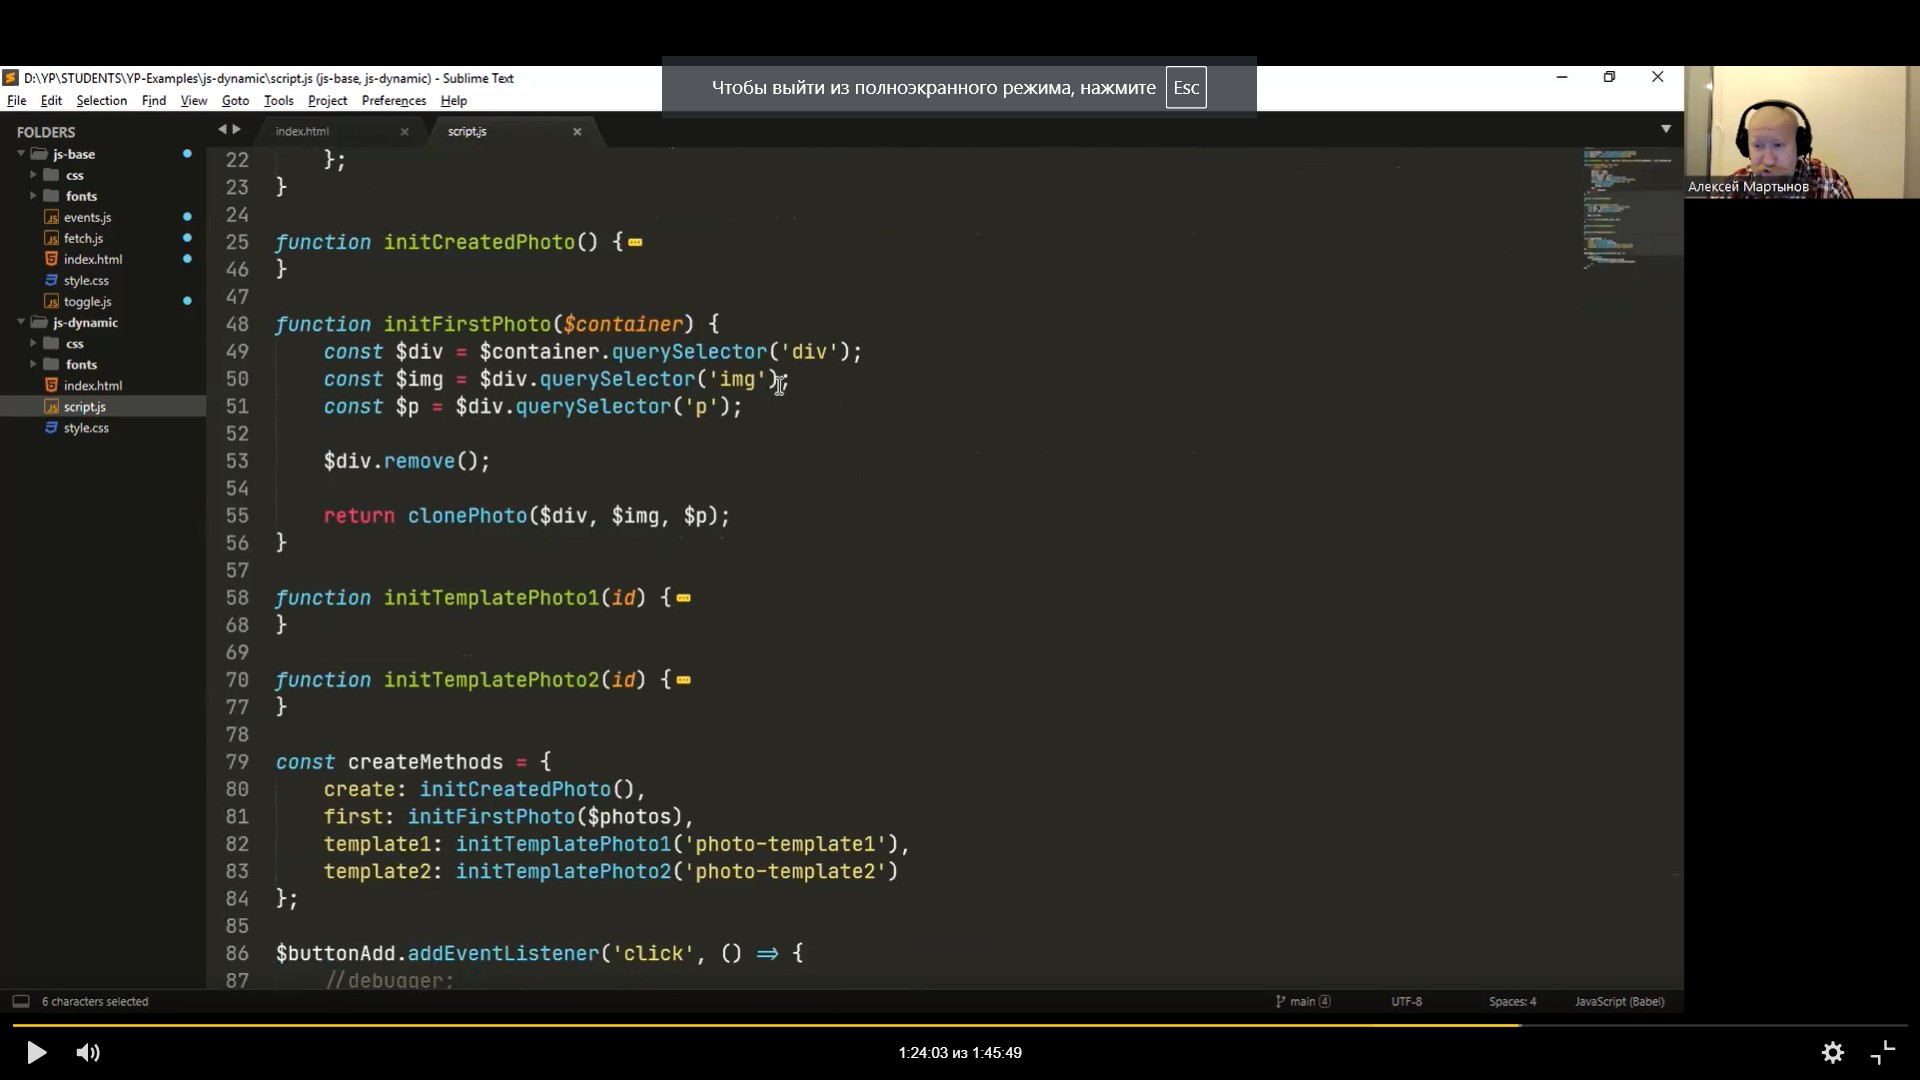 D:\YP\STUDENTS\YP-Examples\js-dynamic\script.js (js-base, js-dynamic) - Sublime Text
Чтобы выйти из полноэкранного режима, нажмите Esc
File Edit Selection Find View Goto Tools Project Preferences Help
FOLDERS
js-base
css
fonts
events.js
fetch.js
index.html
style.css
toggle.js
js-dynamic
css
fonts
index.html
script.js
style.css
index.html script.js
22 };
23 }
24
25 function initCreatedPhoto() {
46 }
47
48 function initFirstPhoto($container) {
49 const $div = $container.querySelector('div');
50 const $img = $div.querySelector('img');
51 const $p = $div.querySelector('p');
52
53 $div.remove();
54
55 return clonePhoto($div, $img, $p);
56 }
57
58 function initTemplatePhoto1(id) {
68 }
69
70 function initTemplatePhoto2(id) {
77 }
78
79 const createMethods = {
80 create: initCreatedPhoto(),
81 first: initFirstPhoto($photos),
82 template1: initTemplatePhoto1('photo-template1'),
83 template2: initTemplatePhoto2('photo-template2')
84 };
85
86 $buttonAdd.addEventListener('click', () => {
87 //debugger;
Алексей Мартынов
6 characters selected
main 4 UTF-8 Spaces: 4 JavaScript (Babel)
1:24:03 из 1:45:49